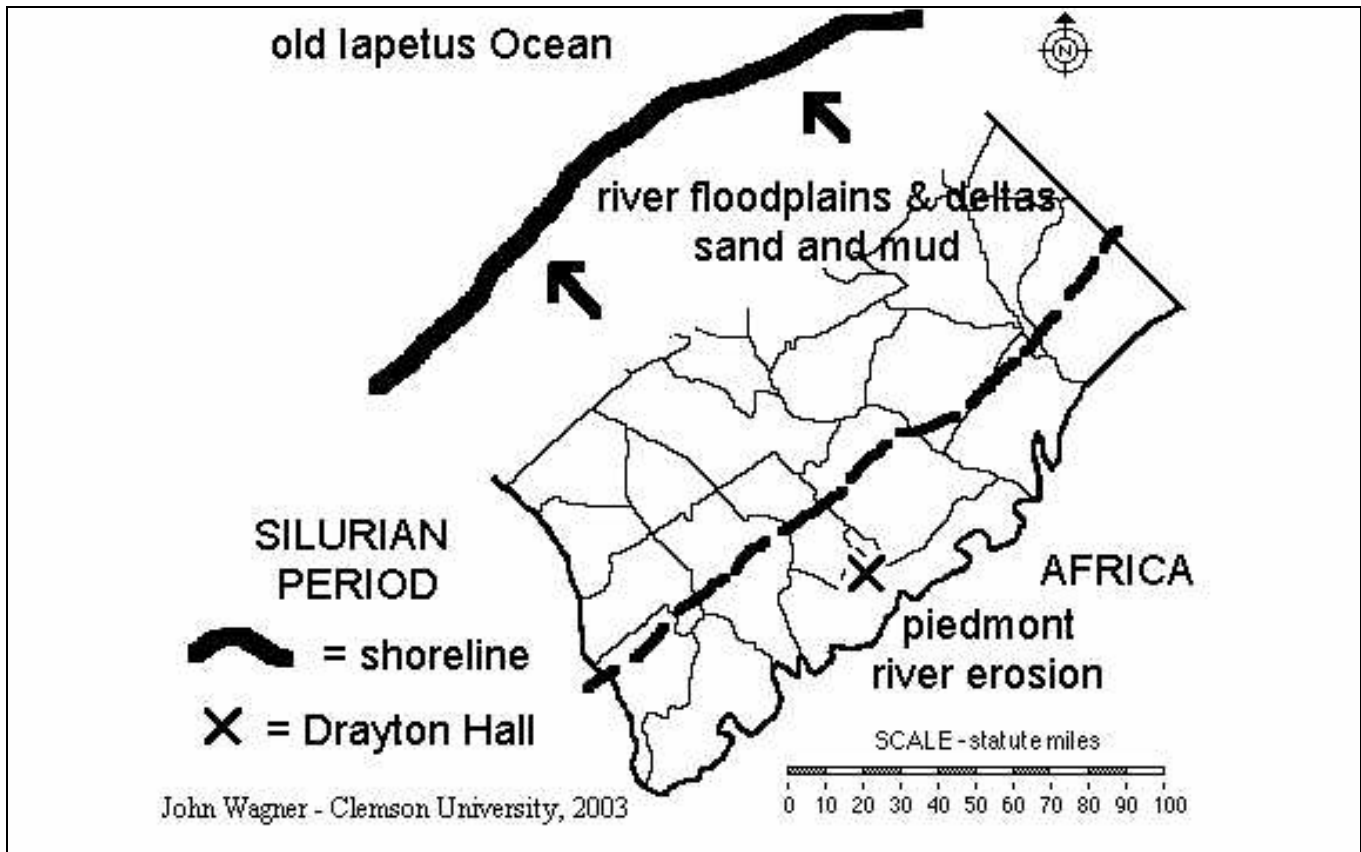 old Iapetus Ocean
N
river floodplains & deltas
sand and mud
SILURIAN
PERIOD
AFRICA
piedmont
river erosion
= shoreline
= Drayton Hall
SCALE - statute miles
0 10 20 30 40 50 60 70 80 90 100
John Wagner - Clemson University, 2003